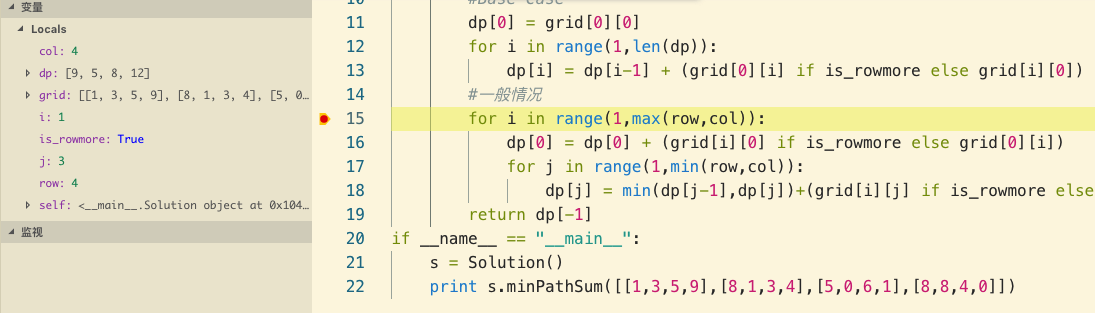 变量
Locals
col: 4
dp: [9, 5, 8, 12]
grid: [[1, 3, 5, 9], [8, 1, 3, 4], [5, 0…
i: 1
is_rowmore: True
j: 3
row: 4
self: <__main__.Solution object at 0x104…
监视
10 #Base case
11 dp[0] = grid[0][0]
12 for i in range(1,len(dp)):
13 dp[i] = dp[i-1] + (grid[0][i] if is_rowmore else grid[i][0])
14 #一般情况
15 for i in range(1,max(row,col)):
16 dp[0] = dp[0] + (grid[i][0] if is_rowmore else grid[0][i])
17 for j in range(1,min(row,col)):
18 dp[j] = min(dp[j-1],dp[j])+(grid[i][j] if is_rowmore else
19 return dp[-1]
20 if __name__ == "__main__":
21 s = Solution()
22 print s.minPathSum([[1,3,5,9],[8,1,3,4],[5,0,6,1],[8,8,4,0]])